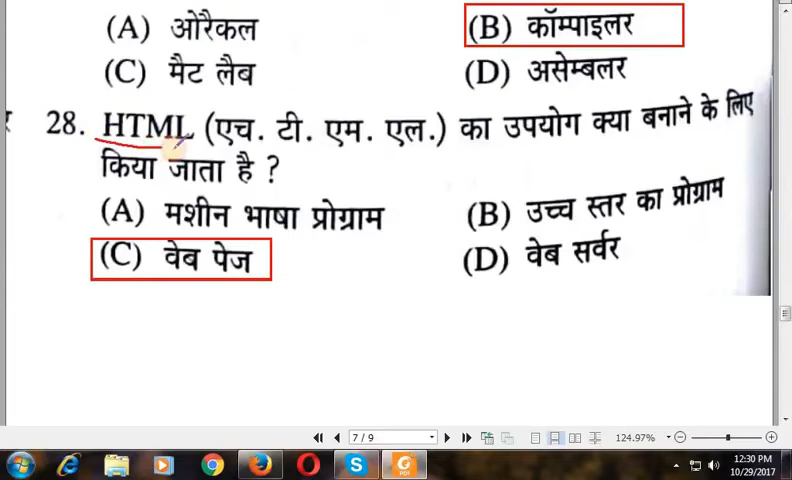 (A) ओरैकल (B) कॉम्पाइलर
(C) मैट लैब (D) असेम्बलर
28. HTML (एच. टी. एम. एल.) का उपयोग क्या बनाने के लिए
किया जाता है ?
(A) मशीन भाषा प्रोग्राम (B) उच्च स्तर का प्रोग्राम
(C) वेब पेज (D) वेब सर्वर
7 / 9 124.97%
12:30 PM
10/29/2017